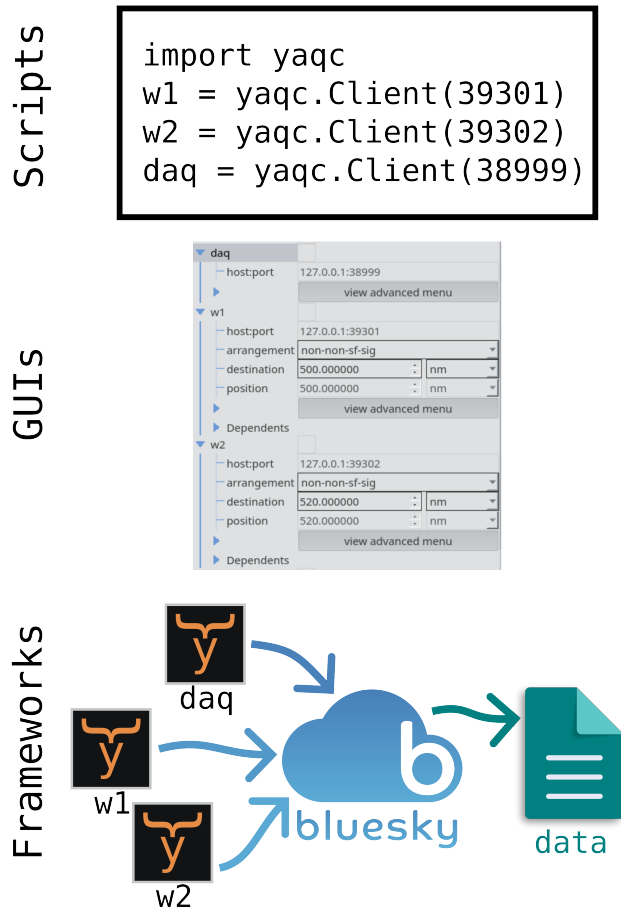 Scripts
import yaqc
w1 = yaqc.Client(39301)
w2 = yaqc.Client(39302)
daq = yaqc.Client(38999)
GUIs
daq
host:port 127.0.0.1:38999
view advanced menu
w1
host:port 127.0.0.1:39301
arrangement non-non-sf-sig
destination 500.000000 nm
position 500.000000 nm
view advanced menu
Dependents
w2
host:port 127.0.0.1:39302
arrangement non-non-sf-sig
destination 520.000000 nm
position 520.000000 nm
view advanced menu
Dependents
Frameworks
y
daq
y
w1
y
w2
b
bluesky
data